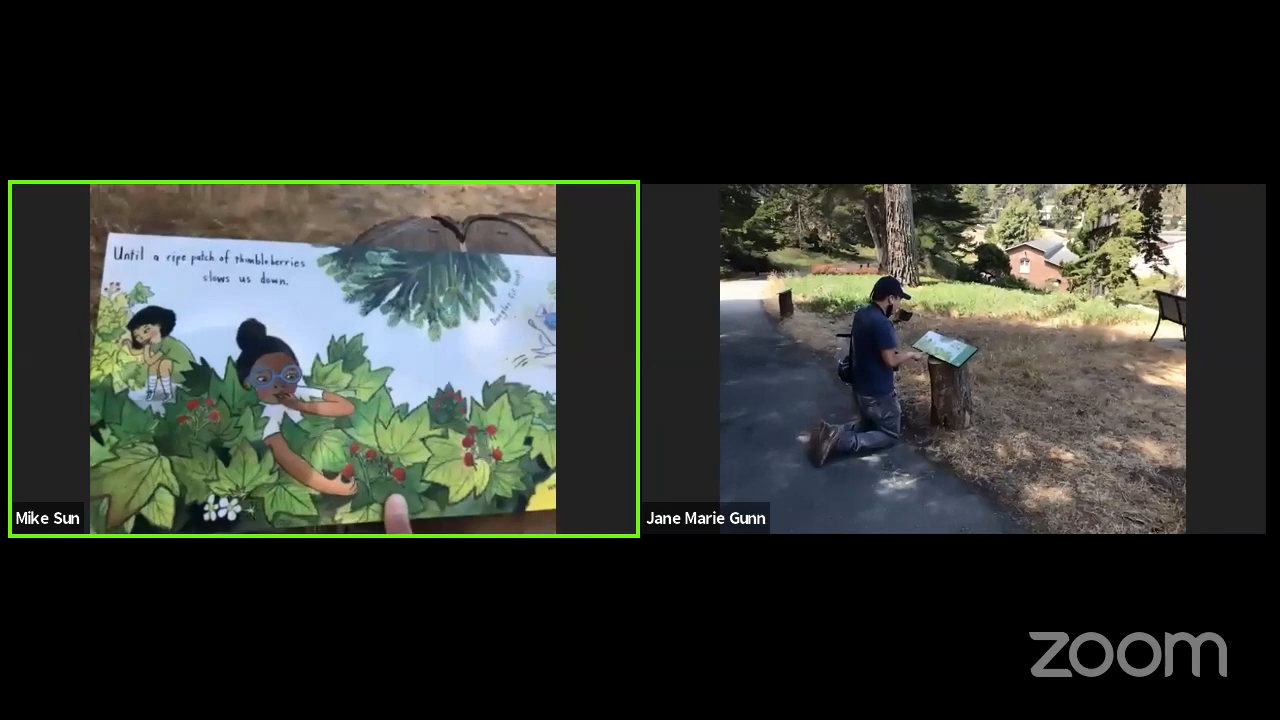 Until a ripe patch of thimbleberries
slows us down.
Mike Sun
Jane Marie Gunn
zoom